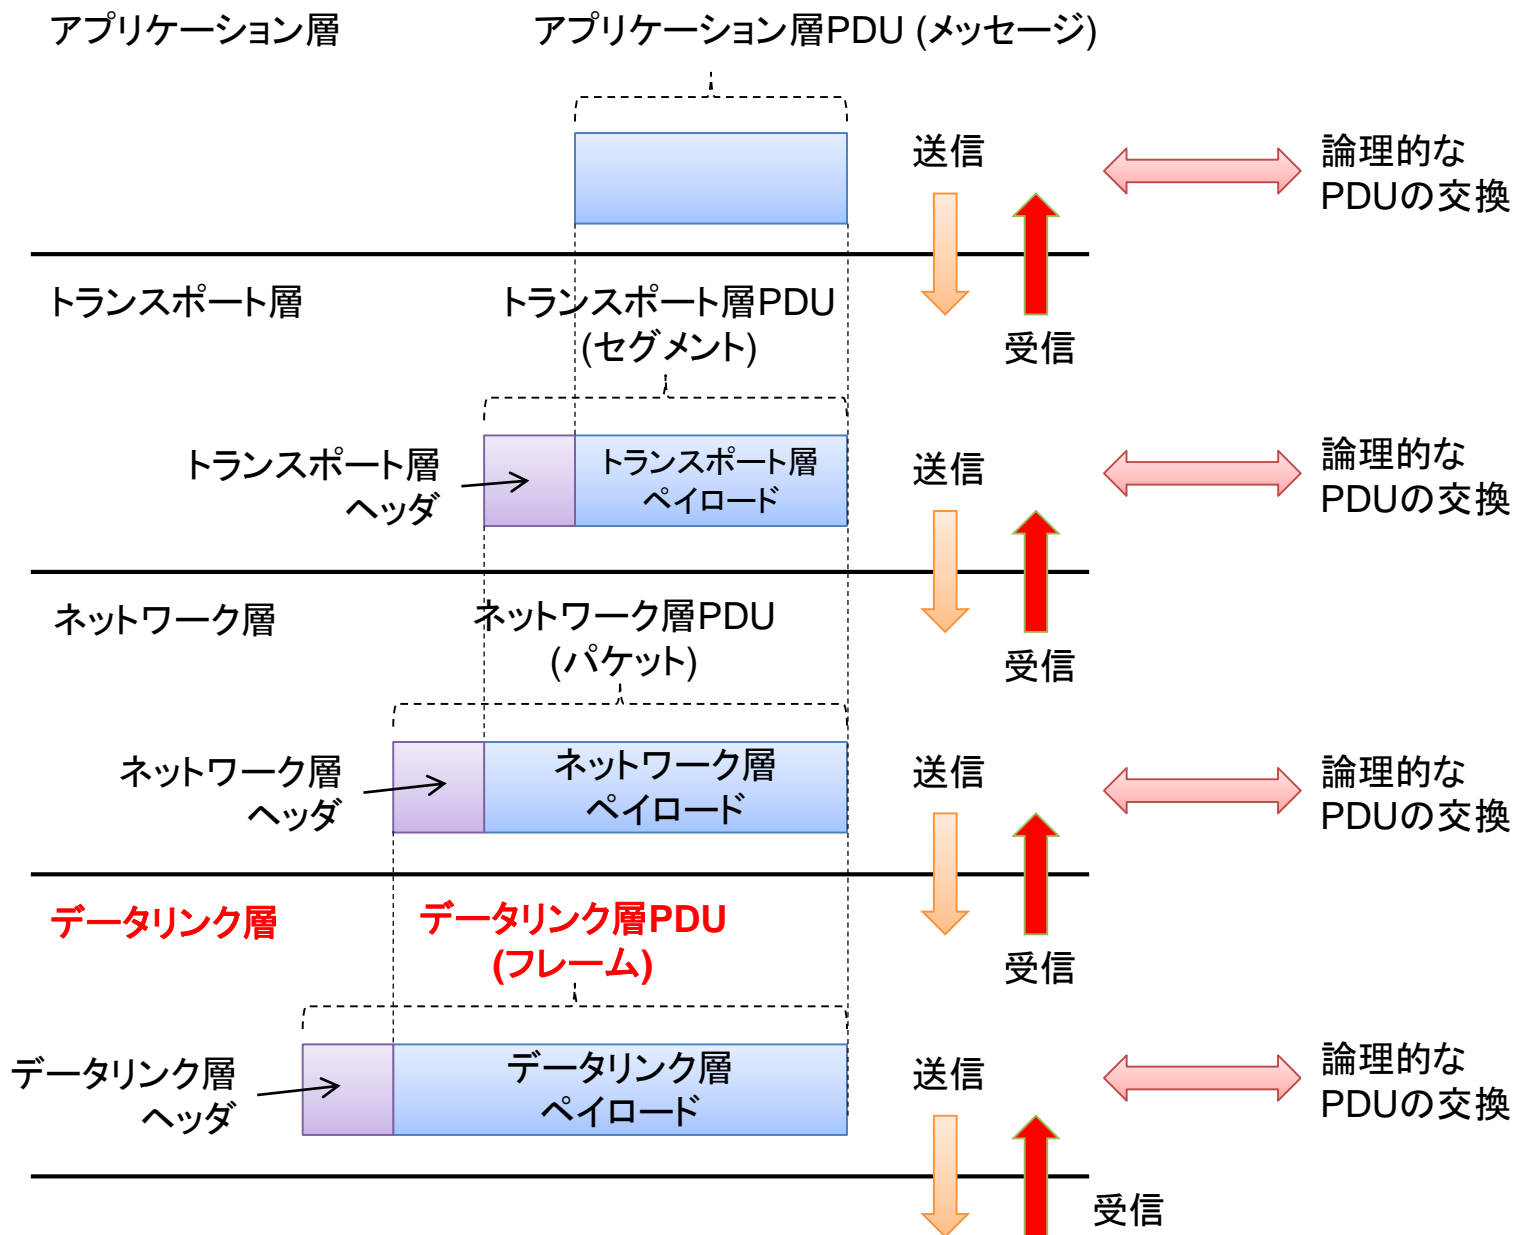 アプリケーション層
アプリケーション層PDU (メッセージ)
送信
論理的な
PDUの交換
トランスポート層
トランスポート層PDU
(セグメント)
受信
トランスポート層
ヘッダ
トランスポート層
ペイロード
送信
論理的な
PDUの交換
ネットワーク層
ネットワーク層PDU
(パケット)
受信
ネットワーク層
ヘッダ
ネットワーク層
ペイロード
送信
論理的な
PDUの交換
データリンク層
データリンク層PDU
(フレーム)
受信
データリンク層
ヘッダ
データリンク層
ペイロード
送信
論理的な
PDUの交換
受信